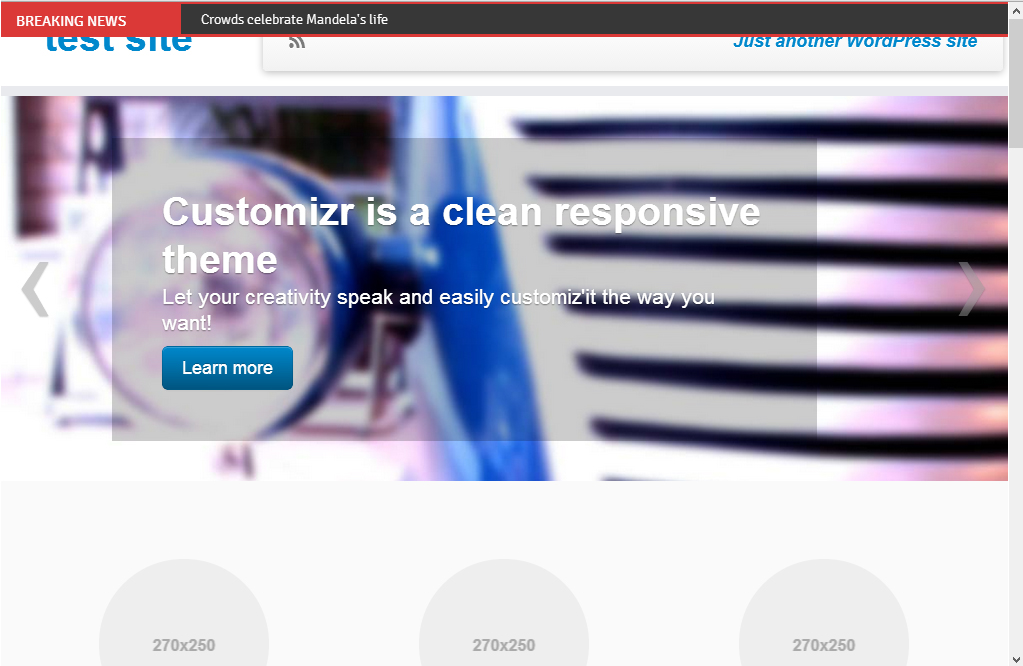 BREAKING NEWS Crowds celebrate Mandela's life
test site
Just another WordPress site
Customizr is a clean responsive
theme
Let your creativity speak and easily customiz'it the way you
want!
Learn more
270x250 270x250 270x250